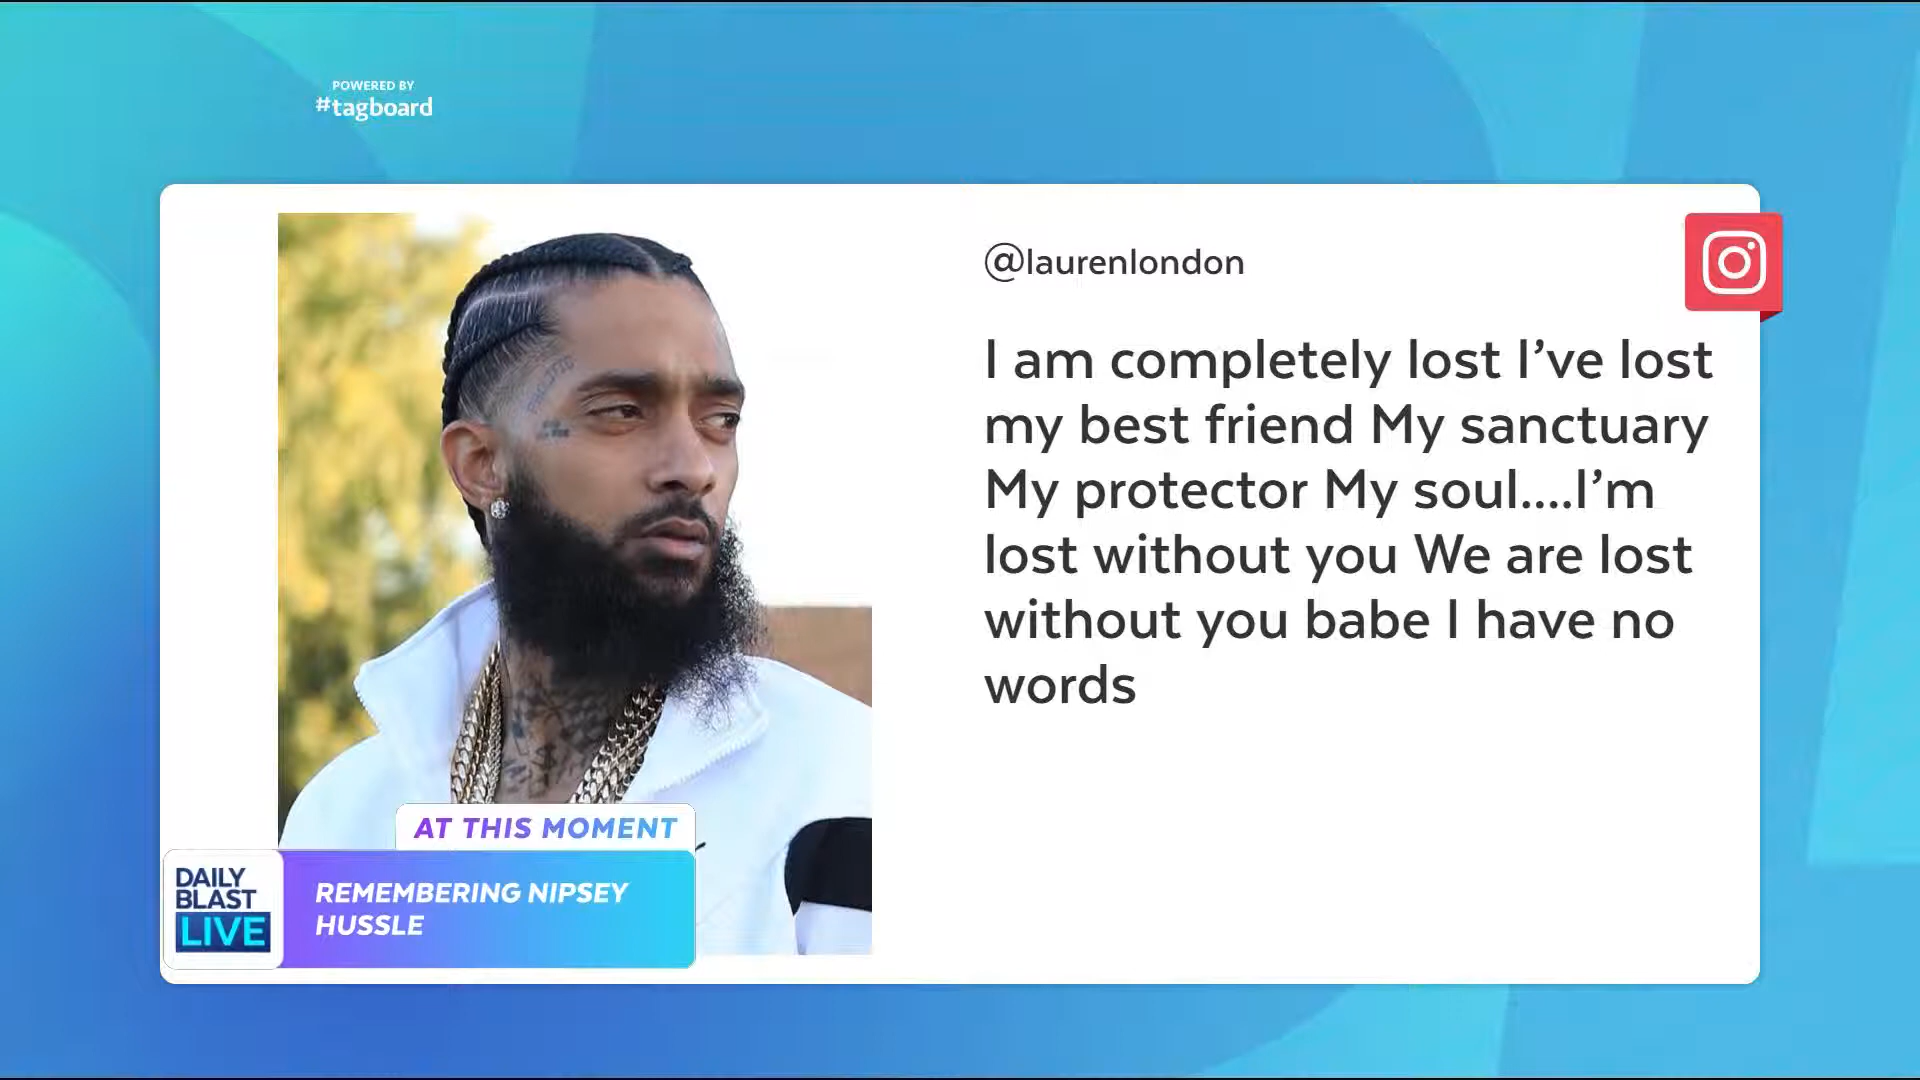 POWERED BY
#tagboard
@laurenlondon
I am completely lost I’ve lost
my best friend My sanctuary
My protector My soul....I’m
lost without you We are lost
without you babe I have no
words
AT THIS MOMENT
DAILY
BLAST
LIVE
REMEMBERING NIPSEY
HUSSLE